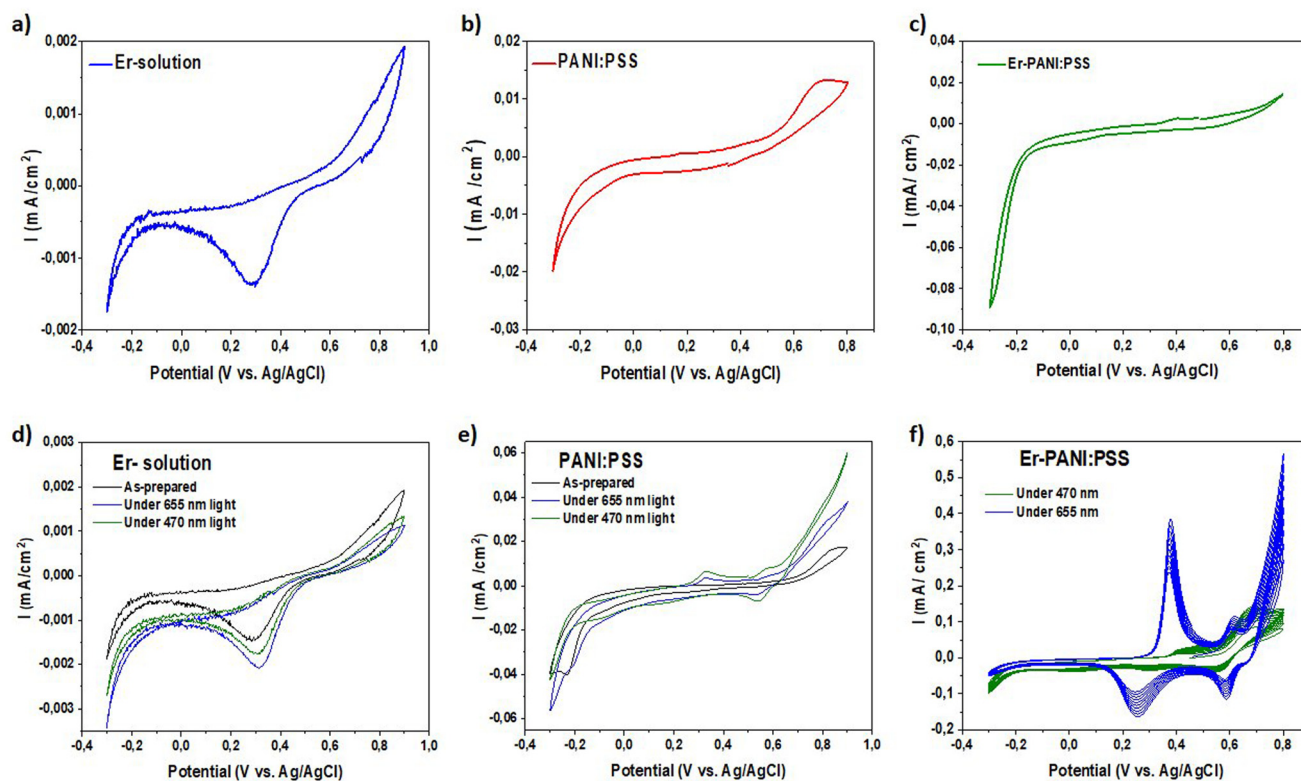 a)
Er-solution
0,002
0,001
0,000
-0,001
-0,002
I (mA/cm²)
-0,4 -0,2 0,0 0,2 0,4 0,6 0,8 1,0
Potential (V vs. Ag/AgCl)
b)
PANI:PSS
0,02
0,01
0,00
-0,01
-0,02
-0,03
I (mA /cm²)
-0,4 -0,2 0,0 0,2 0,4 0,6 0,8
Potential (V vs. Ag/AgCl)
c)
Er-PANI:PSS
0,04
0,02
0,00
-0,02
-0,04
-0,06
-0,08
-0,10
I (mA/ cm²)
-0,4 -0,2 0,0 0,2 0,4 0,6 0,8
Potential (V vs. Ag/AgCl)
d)
Er- solution
As-prepared
Under 655 nm light
Under 470 nm light
0,003
0,002
0,001
0,000
-0,001
-0,002
-0,003
I (mA/cm²)
-0,4 -0,2 0,0 0,2 0,4 0,6 0,8 1,0
Potential (V vs. Ag/AgCl)
e)
PANI:PSS
As-prepared
Under 655 nm light
Under 470 nm light
0,06
0,04
0,02
0,00
-0,02
-0,04
-0,06
I (mA/cm²)
-0,4 -0,2 0,0 0,2 0,4 0,6 0,8 1,0
Potential (V vs. Ag/AgCl)
f)
Er-PANI:PSS
Under 470 nm
Under 655 nm
0,6
0,5
0,4
0,3
0,2
0,1
0,0
-0,1
-0,2
I (mA/cm²)
-0,4 -0,2 0,0 0,2 0,4 0,6 0,8
Potential (V vs. Ag/AgCl)